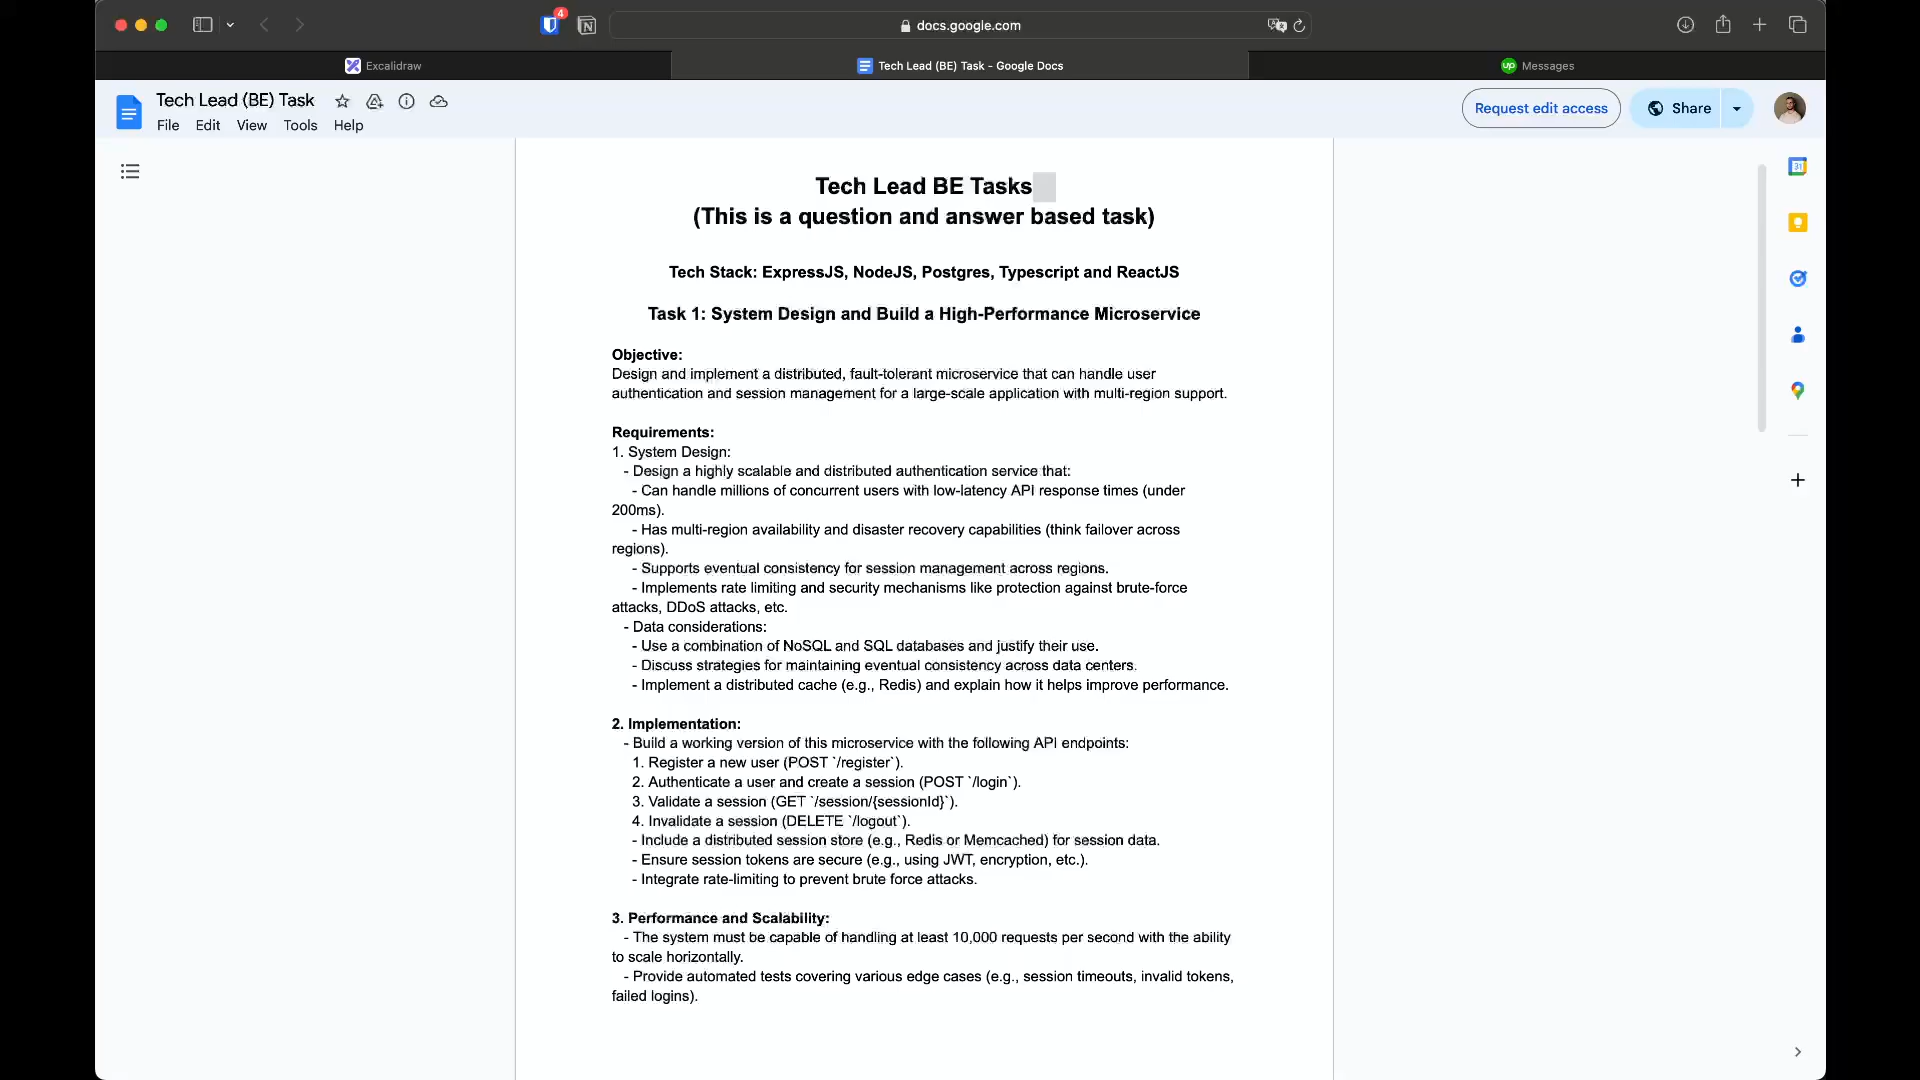 4
docs.google.com
Excalidraw
Tech Lead (BE) Task - Google Docs
up Messages
Tech Lead (BE) Task
Request edit access
Share
File Edit View Tools Help
31
Tech Lead BE Tasks
(This is a question and answer based task)
Tech Stack: ExpressJS, NodeJS, Postgres, Typescript and ReactJS
Task 1: System Design and Build a High-Performance Microservice
Objective:
Design and implement a distributed, fault-tolerant microservice that can handle user
authentication and session management for a large-scale application with multi-region support.
Requirements:
1. System Design:
- Design a highly scalable and distributed authentication service that:
- Can handle millions of concurrent users with low-latency API response times (under
200ms).
- Has multi-region availability and disaster recovery capabilities (think failover across
regions).
- Supports eventual consistency for session management across regions.
- Implements rate limiting and security mechanisms like protection against brute-force
attacks, DDoS attacks, etc.
- Data considerations:
- Use a combination of NoSQL and SQL databases and justify their use.
- Discuss strategies for maintaining eventual consistency across data centers.
- Implement a distributed cache (e.g., Redis) and explain how it helps improve performance.
2. Implementation:
- Build a working version of this microservice with the following API endpoints:
1. Register a new user (POST `/register`).
2. Authenticate a user and create a session (POST `/login`).
3. Validate a session (GET `/session/{sessionId}`).
4. Invalidate a session (DELETE `/logout`).
- Include a distributed session store (e.g., Redis or Memcached) for session data.
- Ensure session tokens are secure (e.g., using JWT, encryption, etc.).
- Integrate rate-limiting to prevent brute force attacks.
3. Performance and Scalability:
- The system must be capable of handling at least 10,000 requests per second with the ability
to scale horizontally.
- Provide automated tests covering various edge cases (e.g., session timeouts, invalid tokens,
failed logins).